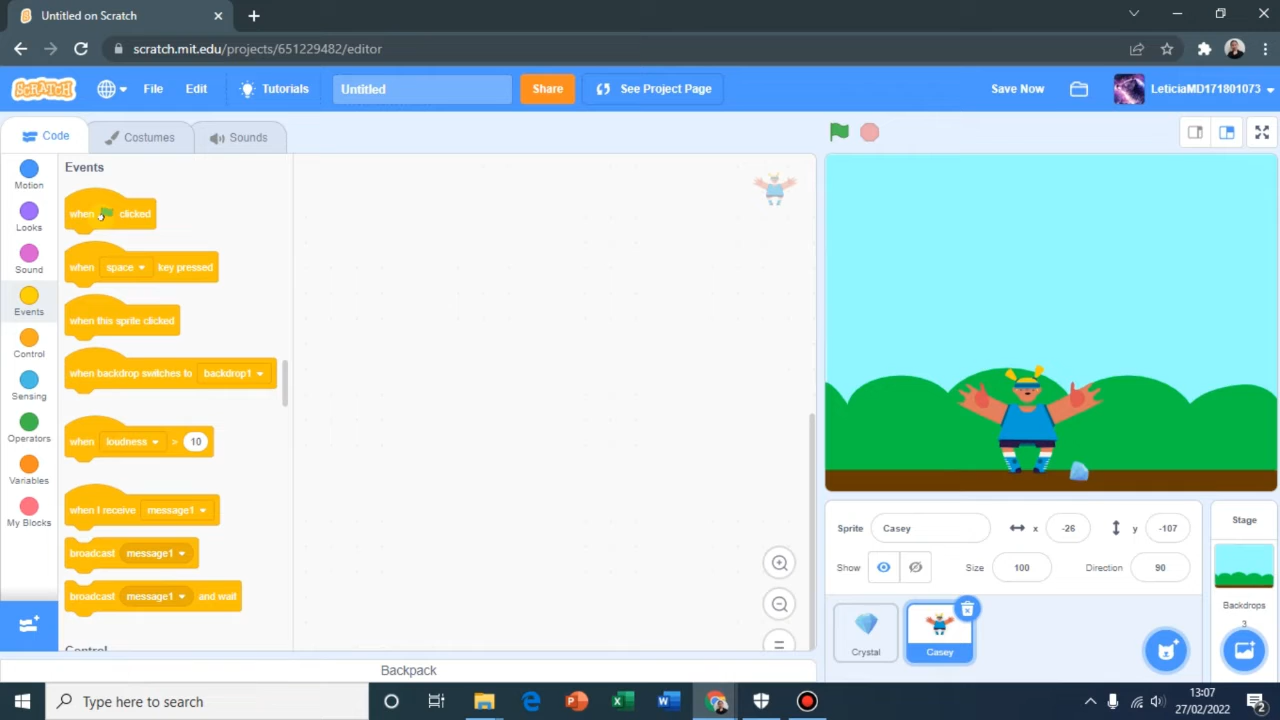 Untitled on Scratch
scratch.mit.edu/projects/651229482/editor
SCRATCH
File
Edit
Tutorials
Untitled
Share
See Project Page
Save Now
LeticiaMD171801073
Code
Costumes
Sounds
Motion
Looks
Sound
Events
Control
Sensing
Operators
Variables
My Blocks
Events
when clicked
when space key pressed
when this sprite clicked
when backdrop switches to backdrop1
when loudness > 10
when I receive message1
broadcast message1
broadcast message1 and wait
Control
Backpack
Sprite Casey x -26 y -107
Show Size 100 Direction 90
Crystal
Casey
Stage
Backdrops
3
Type here to search
13:07
27/02/2022
2